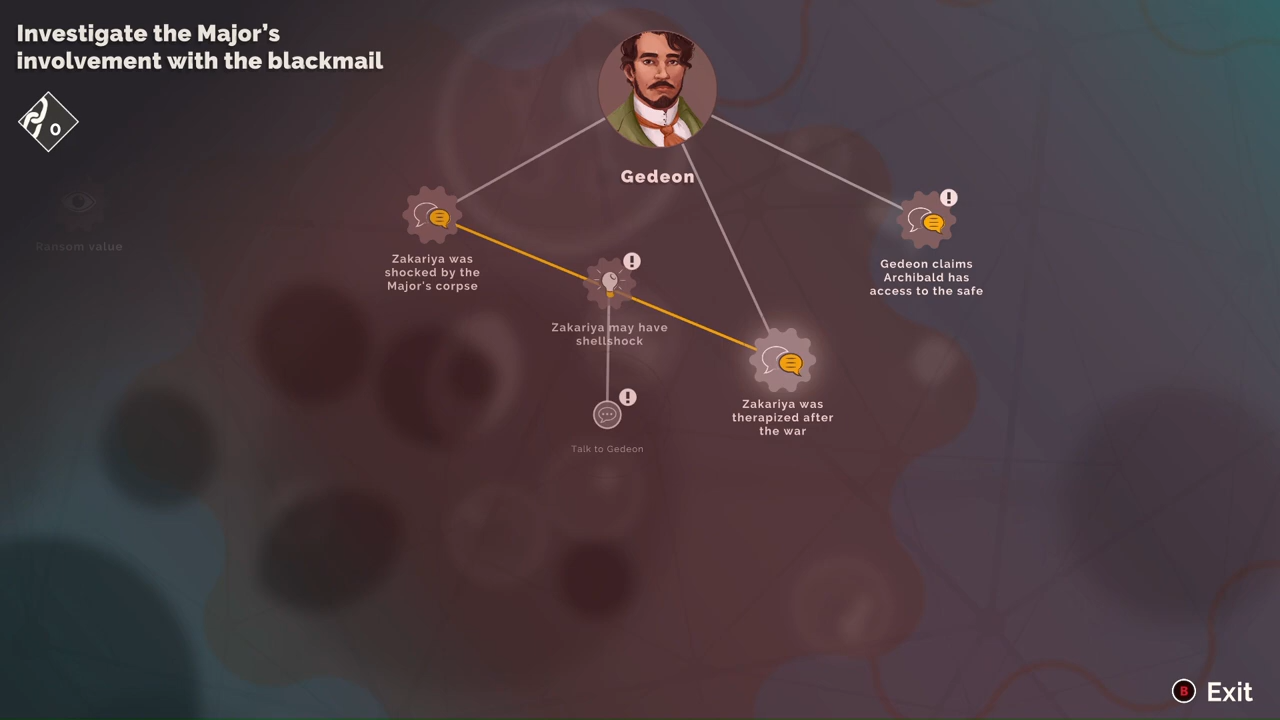 Investigate the Major's
involvement with the blackmail
0
Ransom value
Gedeon
Zakariya was
shocked by the
Major's corpse
Gedeon claims
Archibald has
access to the safe
Zakariya may have
shellshock
Zakariya was
therapized after
the war
Talk to Gedeon
B Exit